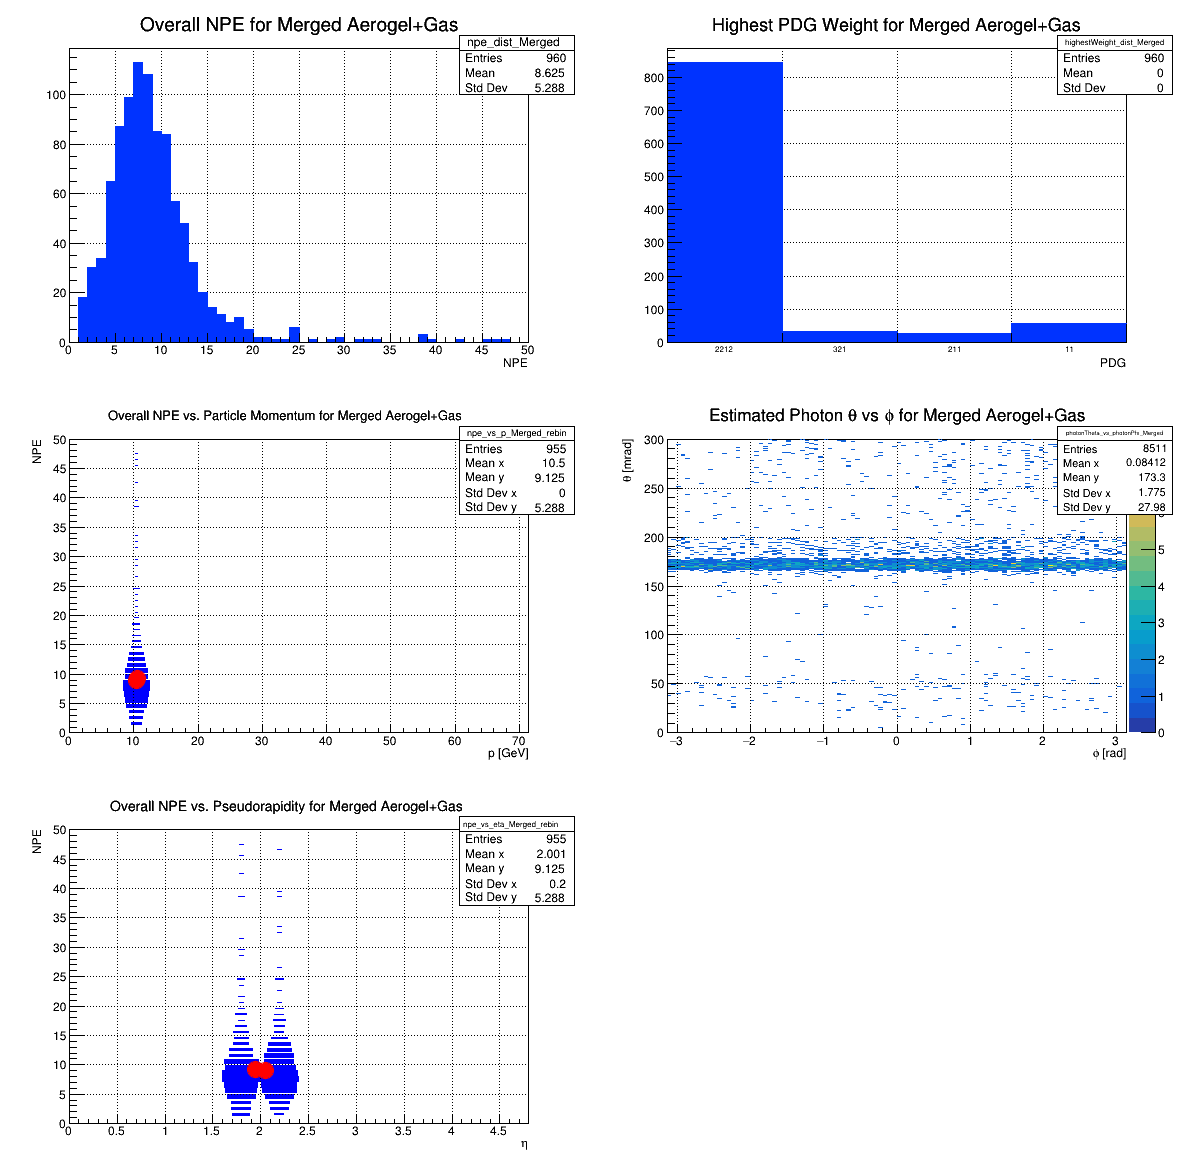 Overall NPE for Merged Aerogel+Gas
npe_dist_Merged
Entries 960
Mean 8.625
Std Dev 5.288
100
80
60
40
20
0
0 5 10 15 20 25 30 35 40 45 50
NPE
Highest PDG Weight for Merged Aerogel+Gas
highestWeight_dist_Merged
Entries 960
Mean 0
Std Dev 0
800
700
600
500
400
300
200
100
0
2212 321 211 11
PDG
Overall NPE vs. Particle Momentum for Merged Aerogel+Gas
npe_vs_p_Merged_rebin
Entries 955
Mean x 10.5
Mean y 9.125
Std Dev x 0
Std Dev y 5.288
NPE
50
45
40
35
30
25
20
15
10
5
0
0 10 20 30 40 50 60 70
p [GeV]
Estimated Photon θ vs ϕ for Merged Aerogel+Gas
photonTheta_vs_photonPhi_Merged
Entries 8511
Mean x 0.08412
Mean y 173.3
Std Dev x 1.775
Std Dev y 27.98
θ [mrad]
300
250
200
150
100
50
0
−3 −2 −1 0 1 2 3
ϕ [rad]
5
4
3
2
1
0
Overall NPE vs. Pseudorapidity for Merged Aerogel+Gas
npe_vs_eta_Merged_rebin
Entries 955
Mean x 2.001
Mean y 9.125
Std Dev x 0.2
Std Dev y 5.288
NPE
50
45
40
35
30
25
20
15
10
5
0
0 0.5 1 1.5 2 2.5 3 3.5 4 4.5
η